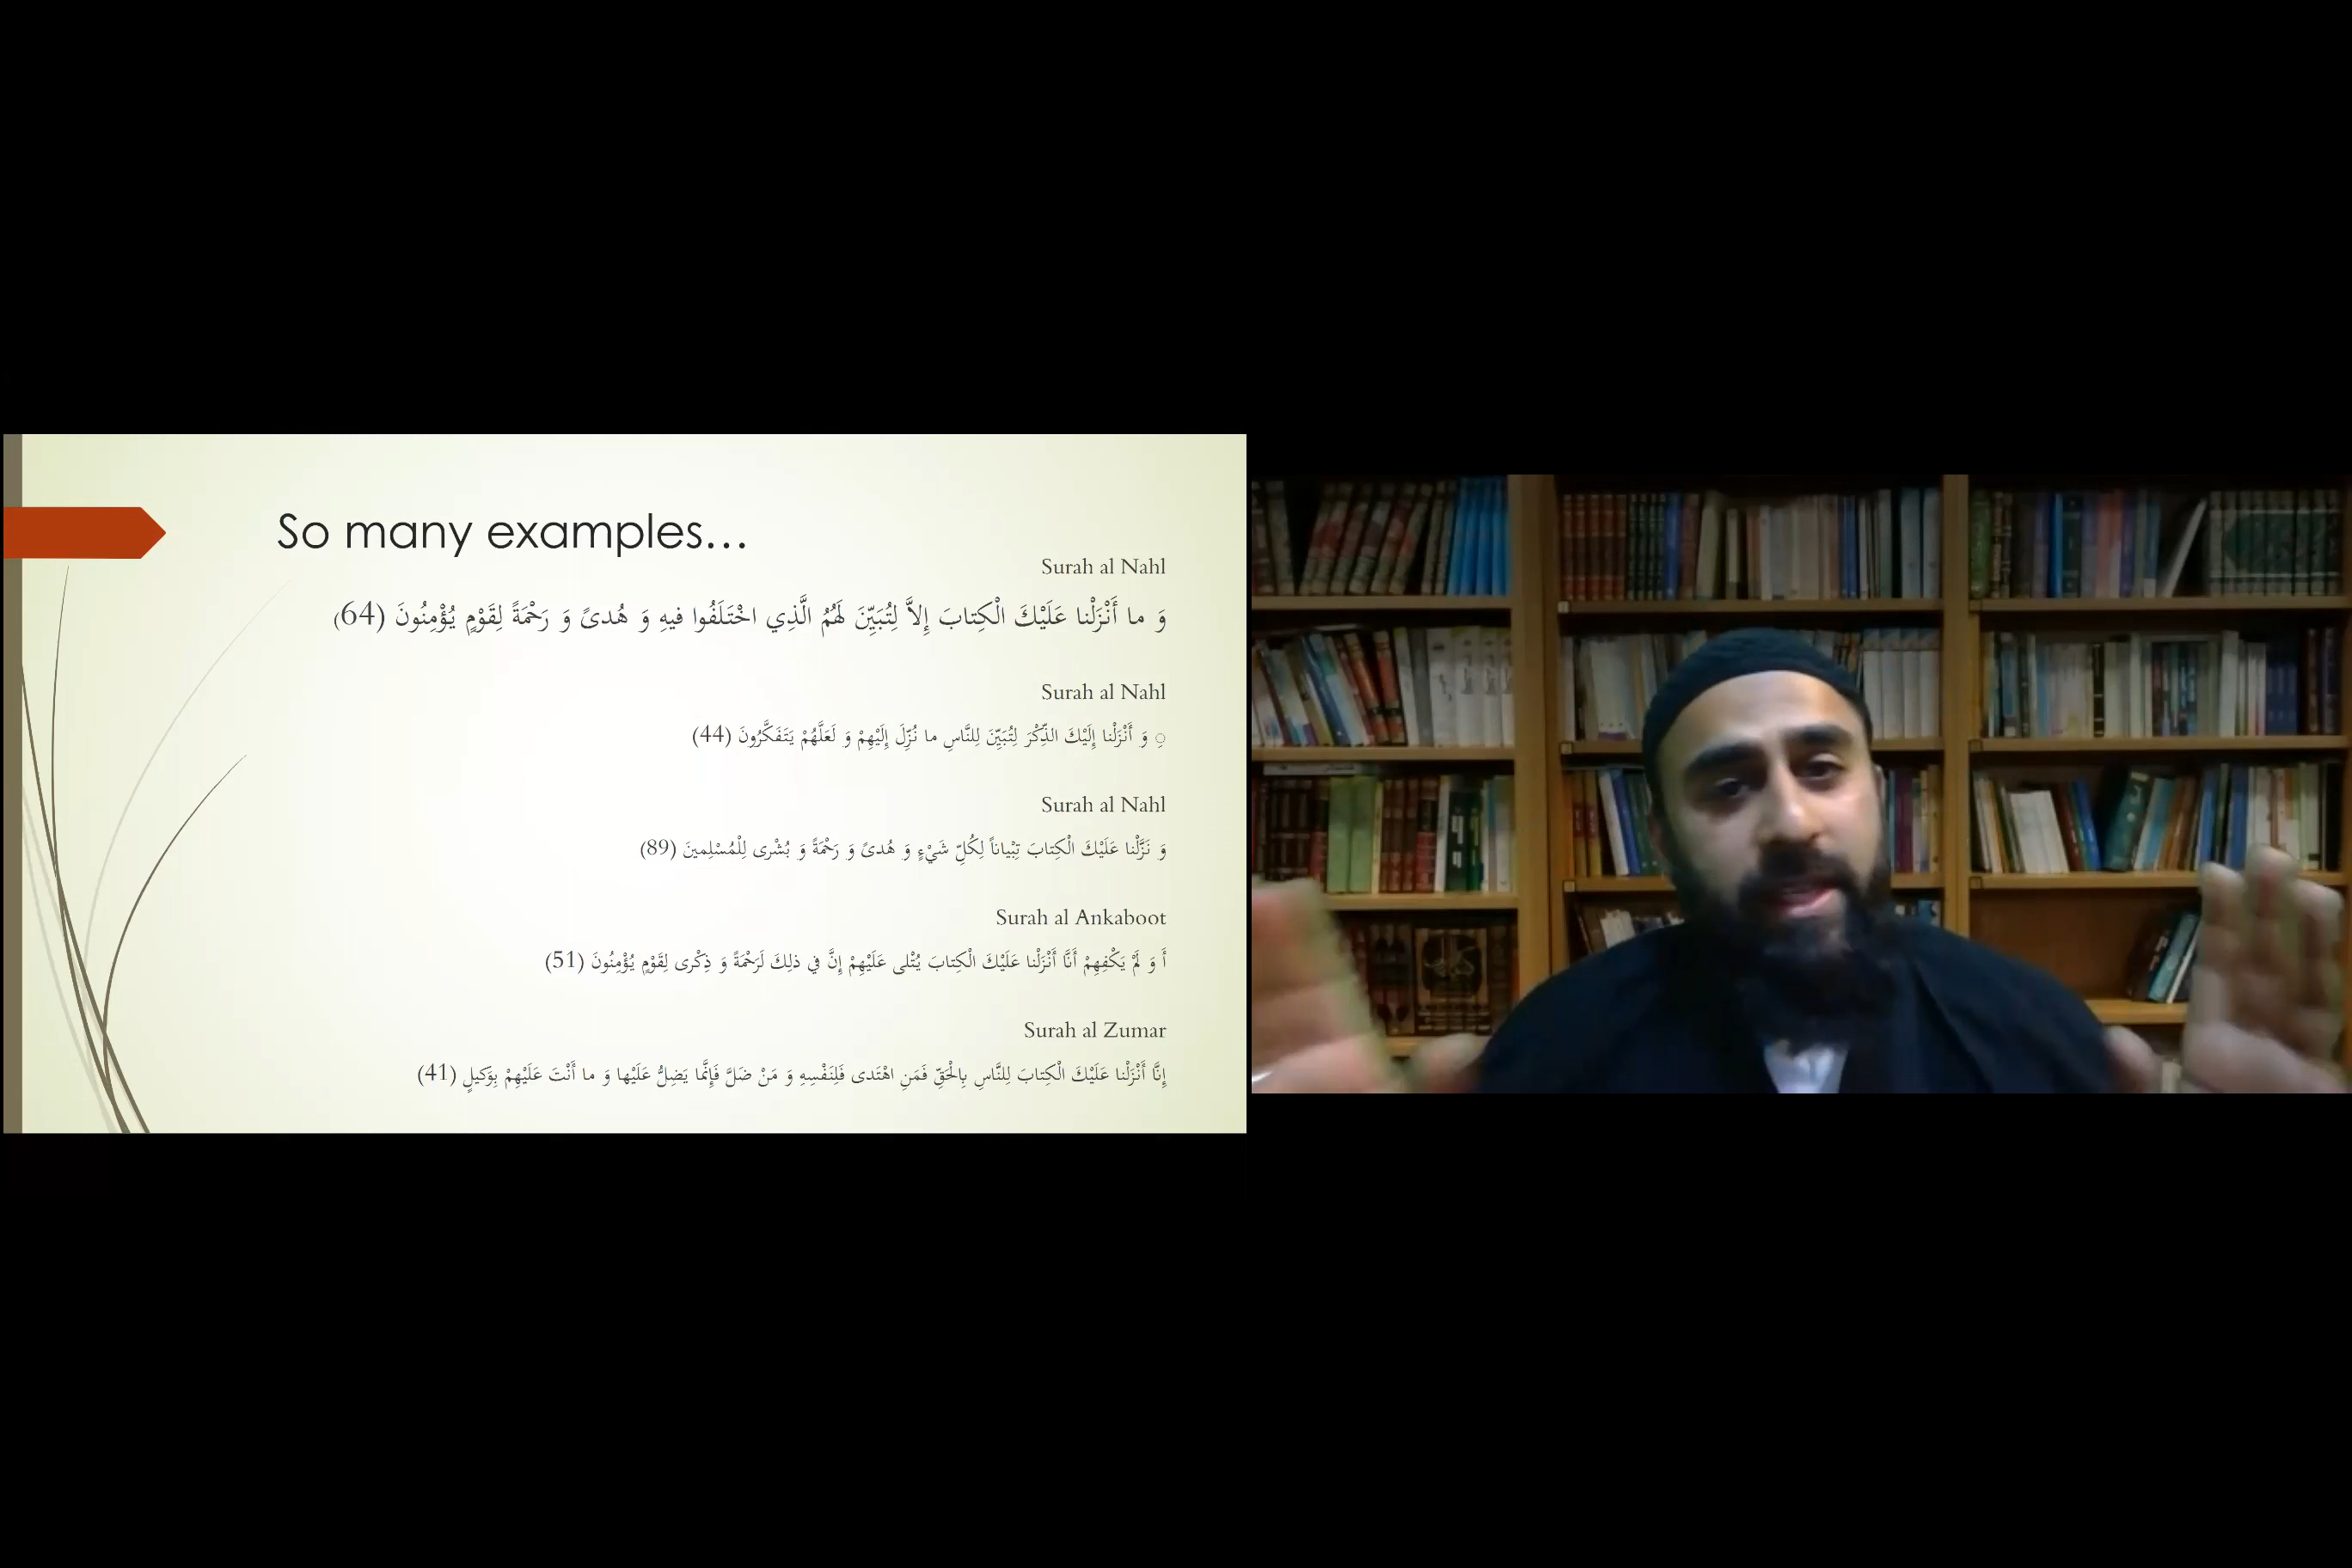 So many examples...
Surah al Nahl
وَ ما أَنْزَلْنا عَلَيْكَ الْكِتابَ إِلاَّ لِتُبَيِّنَ لَهُمُ الَّذِي اخْتَلَفُوا فيهِ وَ هُدىً وَ رَحْمَةً لِقَوْمٍ يُؤْمِنُونَ (64)
Surah al Nahl
ِ وَ أَنْزَلْنا إِلَيْكَ الذِّكْرَ لِتُبَيِّنَ لِلنَّاسِ ما نُزِّلَ إِلَيْهِمْ وَ لَعَلَّهُمْ يَتَفَكَّرُونَ (44)
Surah al Nahl
وَ نَزَّلْنا عَلَيْكَ الْكِتابَ تِبْياناً لِكُلِّ شَيْءٍ وَ هُدىً وَ رَحْمَةً وَ بُشْرى لِلْمُسْلِمينَ (89)
Surah al Ankaboot
أَ وَ لَمْ يَكْفِهِمْ أَنَّا أَنْزَلْنا عَلَيْكَ الْكِتابَ يُتْلى عَلَيْهِمْ إِنَّ في ذلِكَ لَرَحْمَةً وَ ذِكْرى لِقَوْمٍ يُؤْمِنُونَ (51)
Surah al Zumar
إِنَّا أَنْزَلْنا عَلَيْكَ الْكِتابَ لِلنَّاسِ بِالْحَقِّ فَمَنِ اهْتَدى فَلِنَفْسِهِ وَ مَنْ ضَلَّ فَإِنَّما يَضِلُّ عَلَيْها وَ ما أَنْتَ عَلَيْهِمْ بِوَكيلٍ (41)